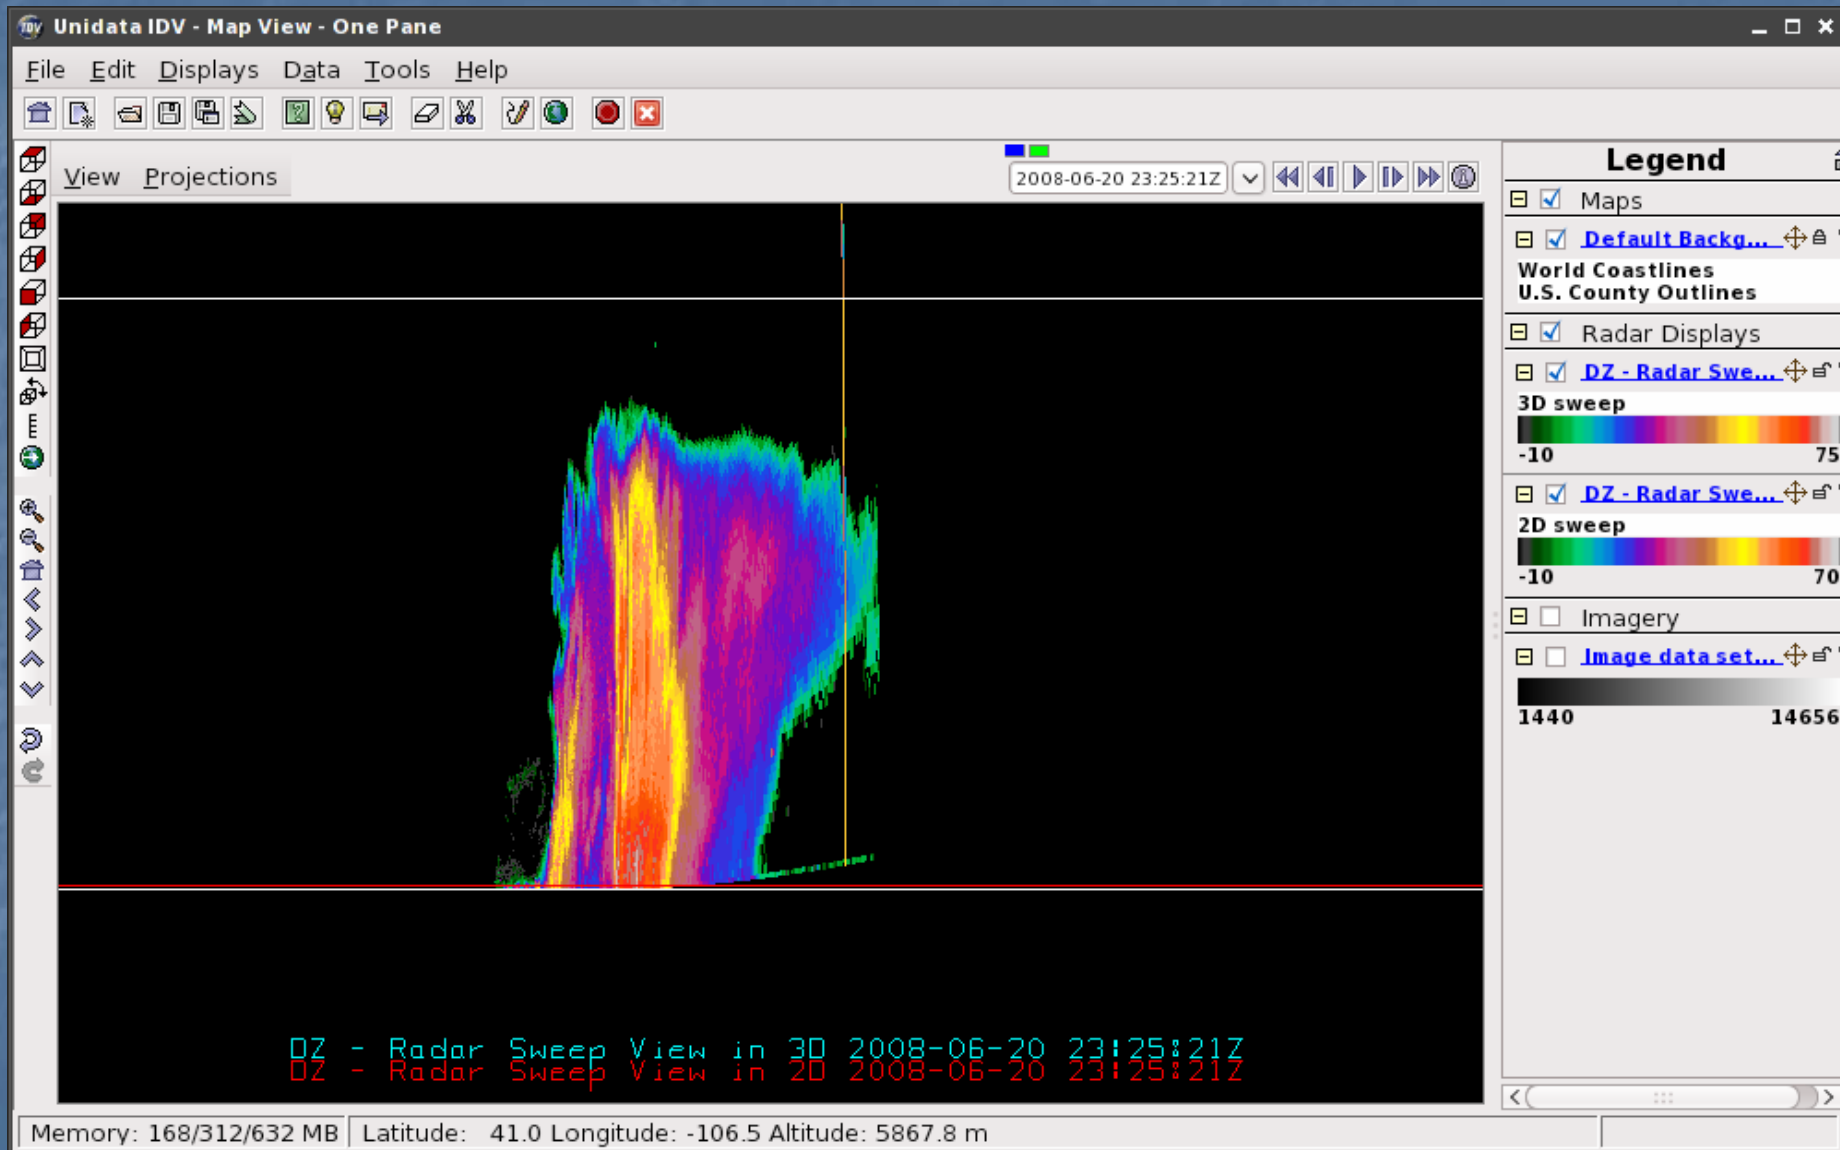 Unidata IDV - Map View - One Pane
File Edit Displays Data Tools Help
View Projections
2008-06-20 23:25:21Z
Legend
Maps
Default Backg...
World Coastlines
U.S. County Outlines
Radar Displays
DZ - Radar Swe...
3D sweep
-10 75
DZ - Radar Swe...
2D sweep
-10 70
Imagery
Image data set...
1440 14656
DZ - Radar Sweep View in 3D 2008-06-20 23:25:21Z
DZ - Radar Sweep View in 2D 2008-06-20 23:25:21Z
Memory: 168/312/632 MB Latitude: 41.0 Longitude: -106.5 Altitude: 5867.8 m